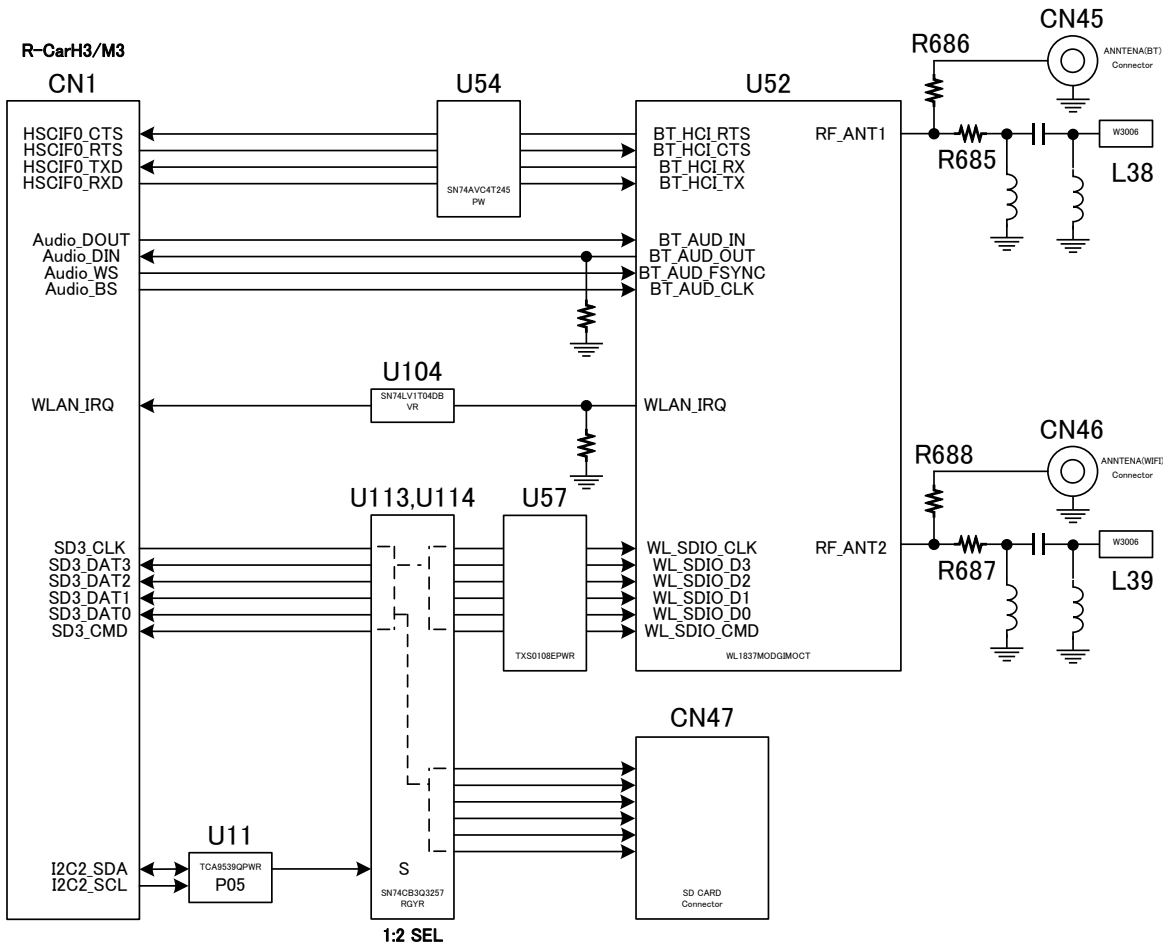 R-CarH3/M3
CN1
HSCIF0_CTS
HSCIF0_RTS
HSCIF0_TXD
HSCIF0_RXD
Audio_DOUT
Audio_DIN
Audio_WS
Audio_BS
WLAN_IRQ
SD3_CLK
SD3_DAT3
SD3_DAT2
SD3_DAT1
SD3_DAT0
SD3_CMD
I2C2_SDA
I2C2_SCL
U54
SN74AVC4T245
PW
U104
SN74LV1T04DB
VR
U113,U114
S
SN74CB3Q3257
RGYR
1:2 SEL
U57
TXS0108EPWR
U11
TCA9539QPWR
P05
U52
BT_HCI_RTS
BT_HCI_CTS
BT_HCI_RX
BT_HCI_TX
BT_AUD_IN
BT_AUD_OUT
BT_AUD_FSYNC
BT_AUD_CLK
WLAN_IRQ
WL_SDIO_CLK
WL_SDIO_D3
WL_SDIO_D2
WL_SDIO_D1
WL_SDIO_D0
WL_SDIO_CMD
RF_ANT1
RF_ANT2
WL1837MODGIMOCT
CN47
SD CARD
Connector
CN45
ANNTENA(BT)
Connector
R686
R685
W3006
L38
CN46
ANNTENA(WIFI)
Connector
R688
R687
W3006
L39